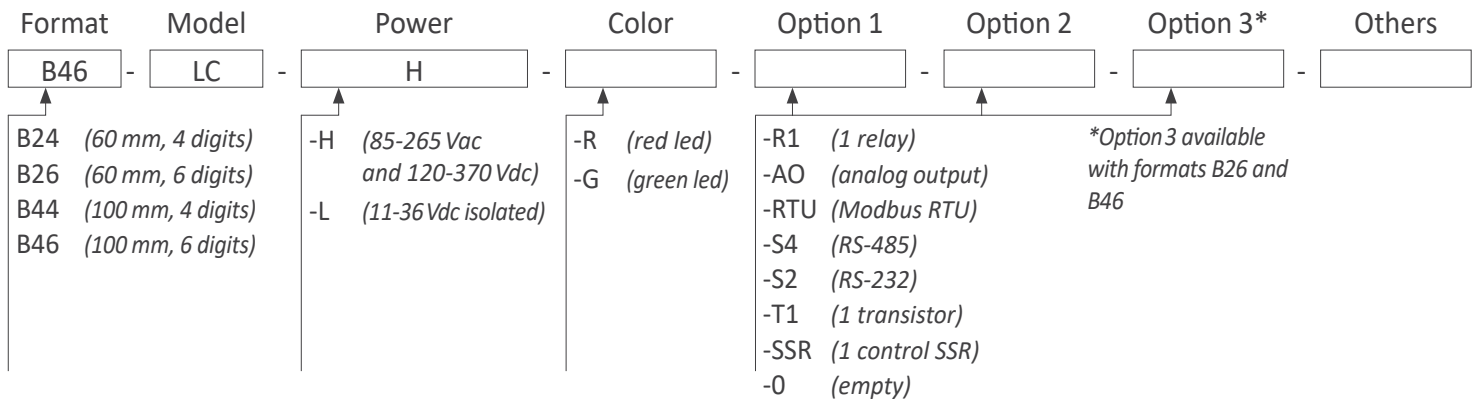 Format Model Power Color Option 1 Option 2 Option 3* Others
B46 - LC - H - - - -
B24 (60 mm, 4 digits)
B26 (60 mm, 6 digits)
B44 (100 mm, 4 digits)
B46 (100 mm, 6 digits)
-H (85-265 Vac
and 120-370 Vdc)
-L (11-36 Vdc isolated)
-R (red led)
-G (green led)
-R1 (1 relay)
-AO (analog output)
-RTU (Modbus RTU)
-S4 (RS-485)
-S2 (RS-232)
-T1 (1 transistor)
-SSR (1 control SSR)
-0 (empty)
*Option 3 available
with formats B26 and
B46